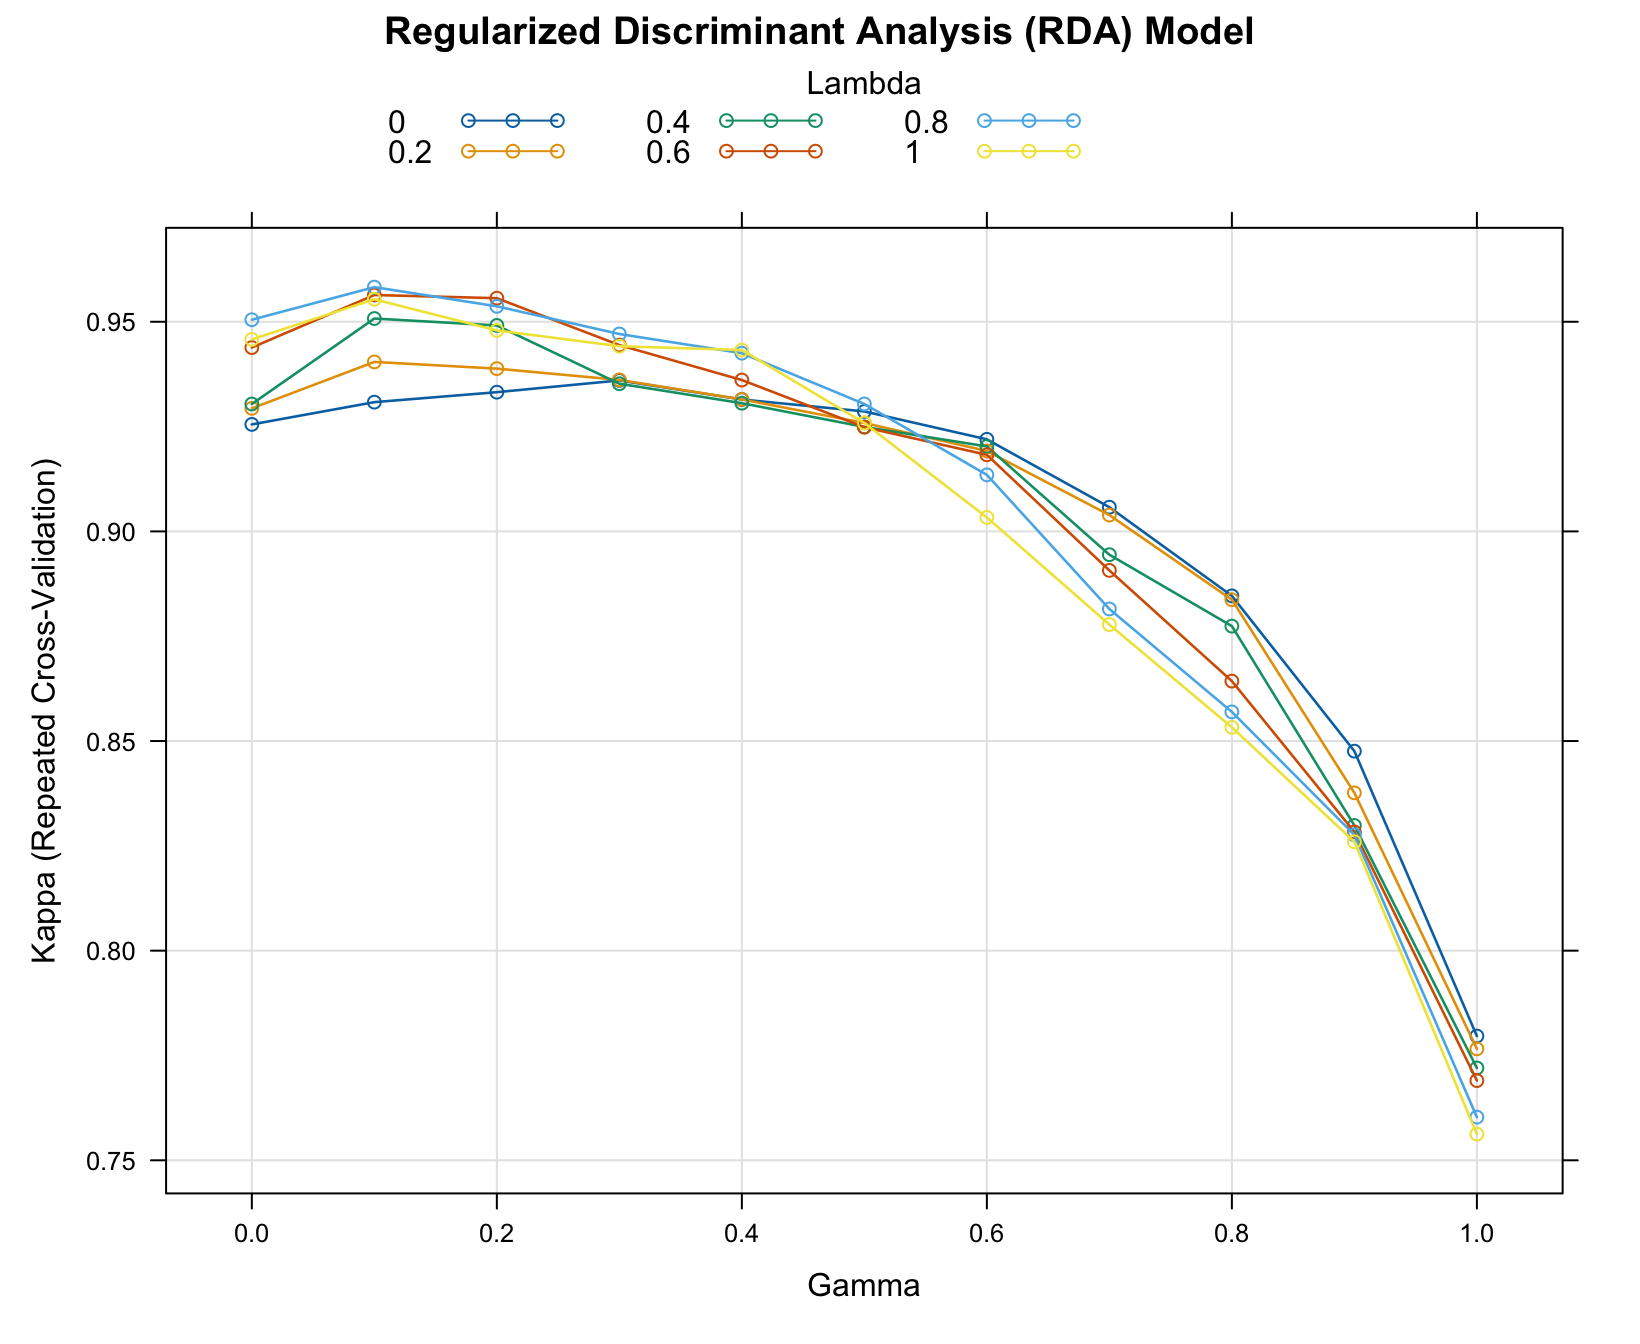 Regularized Discriminant Analysis (RDA) Model
Lambda
0 0.4 0.8
0.2 0.6 1
Kappa (Repeated Cross-Validation)
0.95
0.90
0.85
0.80
0.75
0.0 0.2 0.4 0.6 0.8 1.0
Gamma